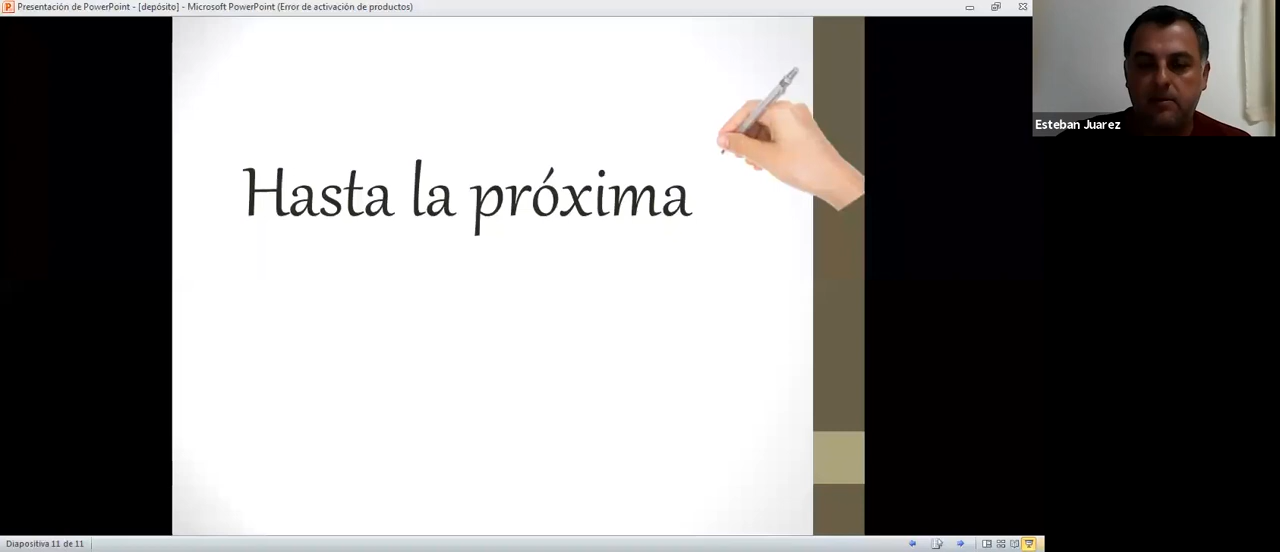 Presentación de PowerPoint - [depósito] - Microsoft PowerPoint (Error de activación de productos)
Esteban Juarez
Hasta la próxima
Diapositiva 11 de 11